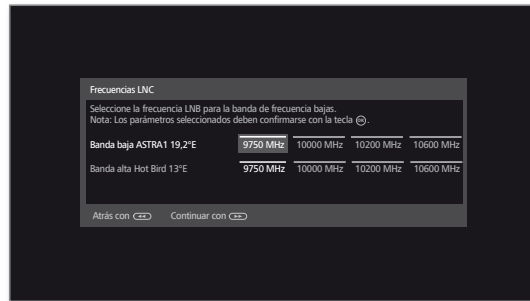 Frecuencias LNC
Seleccione la frecuencia LNB para la banda de frecuencia bajas.
Nota: Los parámetros seleccionados deben confirmarse con la tecla OK.
Banda baja ASTRA1 19,2°E 9750 MHz 10000 MHz 10200 MHz 10600 MHz
Banda alta Hot Bird 13°E 9750 MHz 10000 MHz 10200 MHz 10600 MHz
Atrás con Continuar con